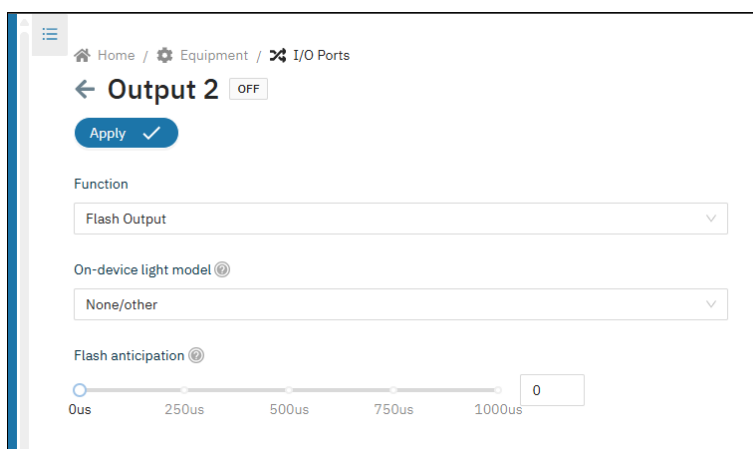 Home / Equipment / I/O Ports
Output 2 OFF
Apply
Function
Flash Output
On-device light model
None/other
Flash anticipation
0
0us 250us 500us 750us 1000us